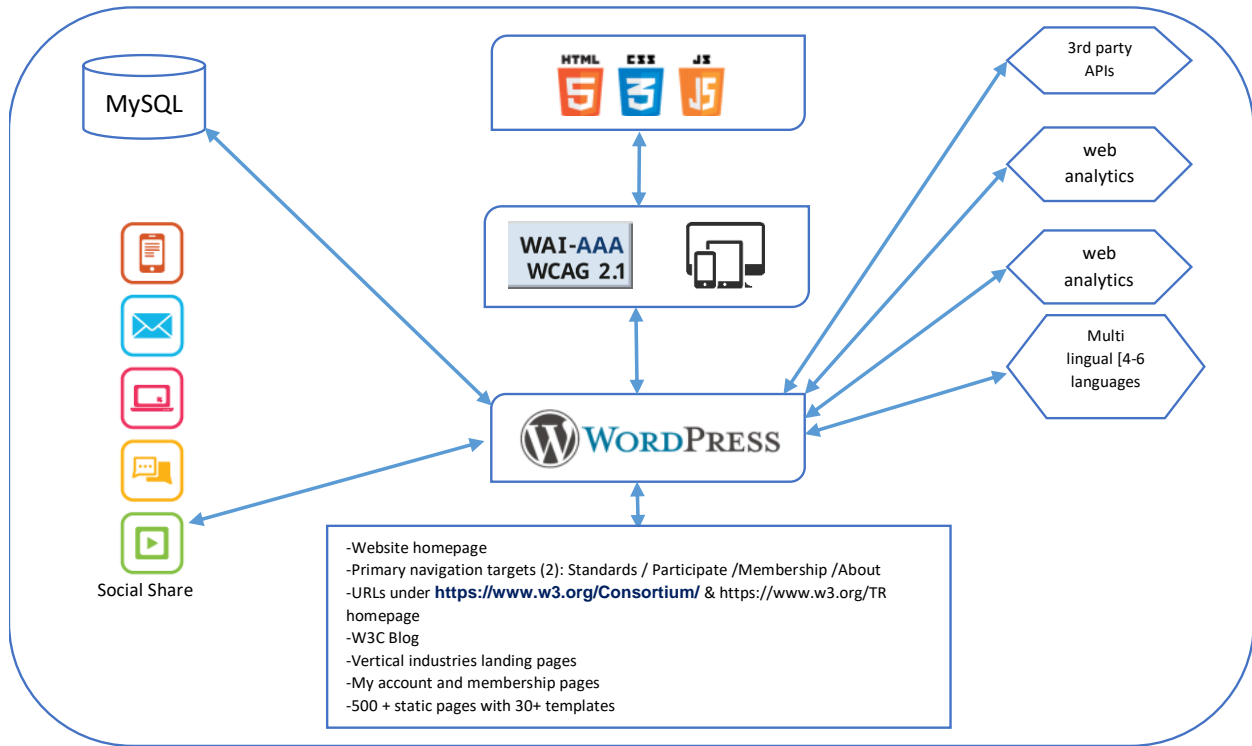 MySQL
HTML
CSS
JS
5
3
JS
3rd party
APIs
web
analytics
WAI-AAA
WCAG 2.1
web
analytics
Multi
lingual [4-6
languages
W WORDPRESS
Social Share
-Website homepage
-Primary navigation targets (2): Standards / Participate /Membership /About
-URLs under https://www.w3.org/Consortium/ & https://www.w3.org/TR
homepage
-W3C Blog
-Vertical industries landing pages
-My account and membership pages
-500 + static pages with 30+ templates